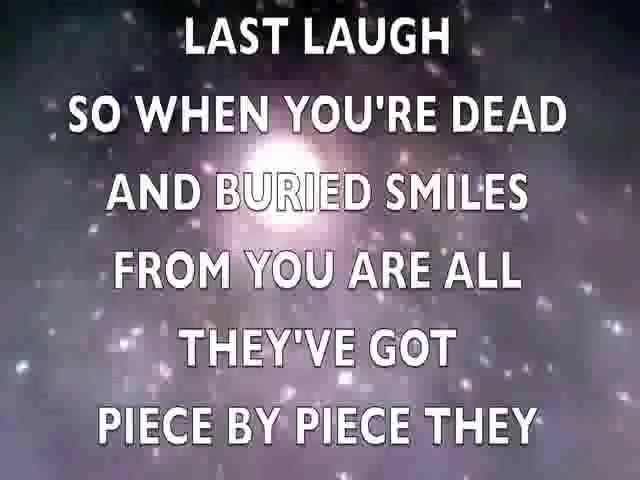 LAST LAUGH
SO WHEN YOU'RE DEAD
AND BURIED SMILES
FROM YOU ARE ALL
THEY'VE GOT
PIECE BY PIECE THEY